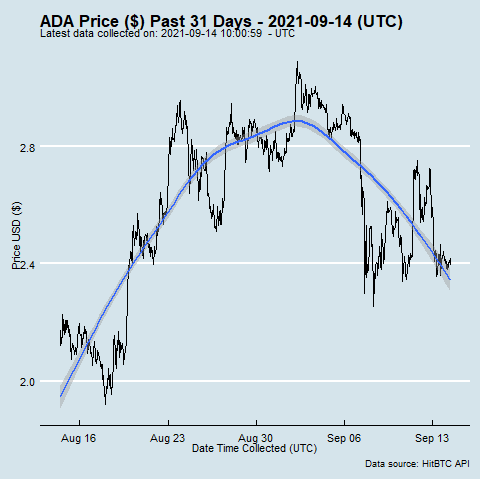 ADA Price ($) Past 31 Days - 2021-09-14 (UTC)
Latest data collected on: 2021-09-14 10:00:59 - UTC
Price USD ($)
2.8
2.4
2.0
Aug 16 Aug 23 Aug 30 Sep 06 Sep 13
Date Time Collected (UTC)
Data source: HitBTC API